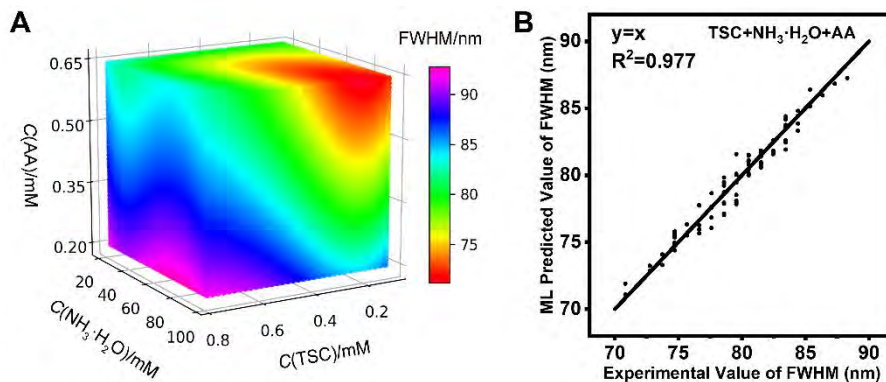 A
FWHM/nm
0.65
0.50
0.35
0.20
C(AA)/mM
90
85
80
75
20
40
60
80
100
C(NH₃·H₂O)/mM
0.8
0.6
0.4
0.2
C(TSC)/mM
B
y=x
TSC+NH₃·H₂O+AA
R²=0.977
ML Predicted Value of FWHM (nm)
90
85
80
75
70
70 75 80 85 90
Experimental Value of FWHM (nm)